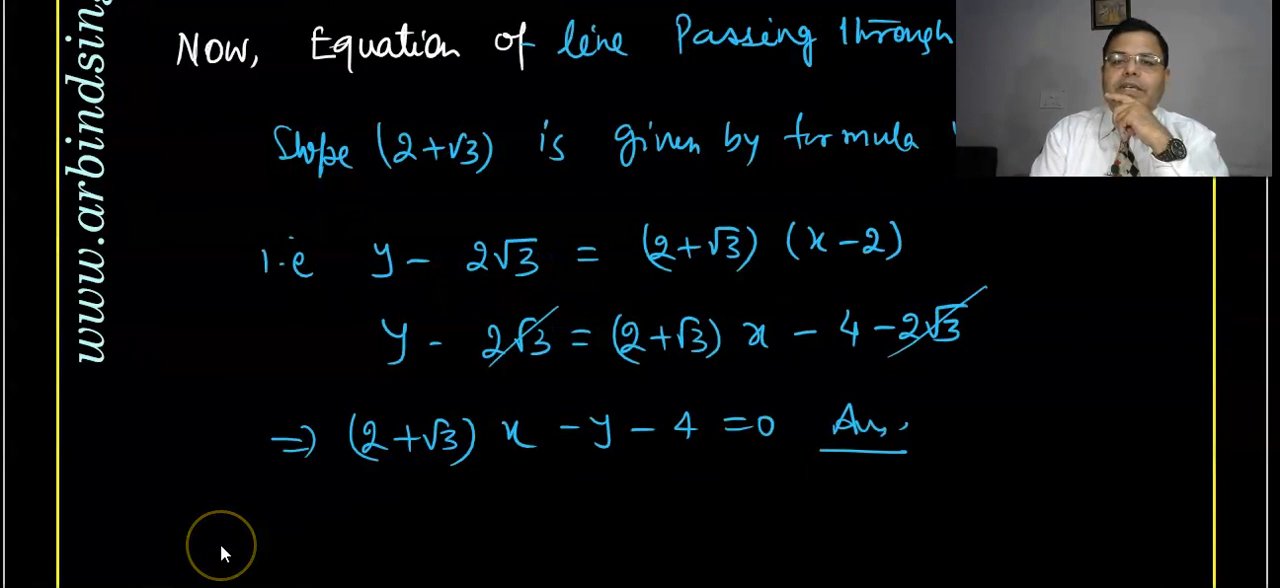 www.arbindsing
Now, Equation of line Passing through
Slope (2+√3) is given by formula
i.e y - 2√3 = (2+√3) (x-2)
y - 2√3 = (2+√3) x - 4 - 2√3
=> (2+√3) x - y - 4 = 0 Ans.